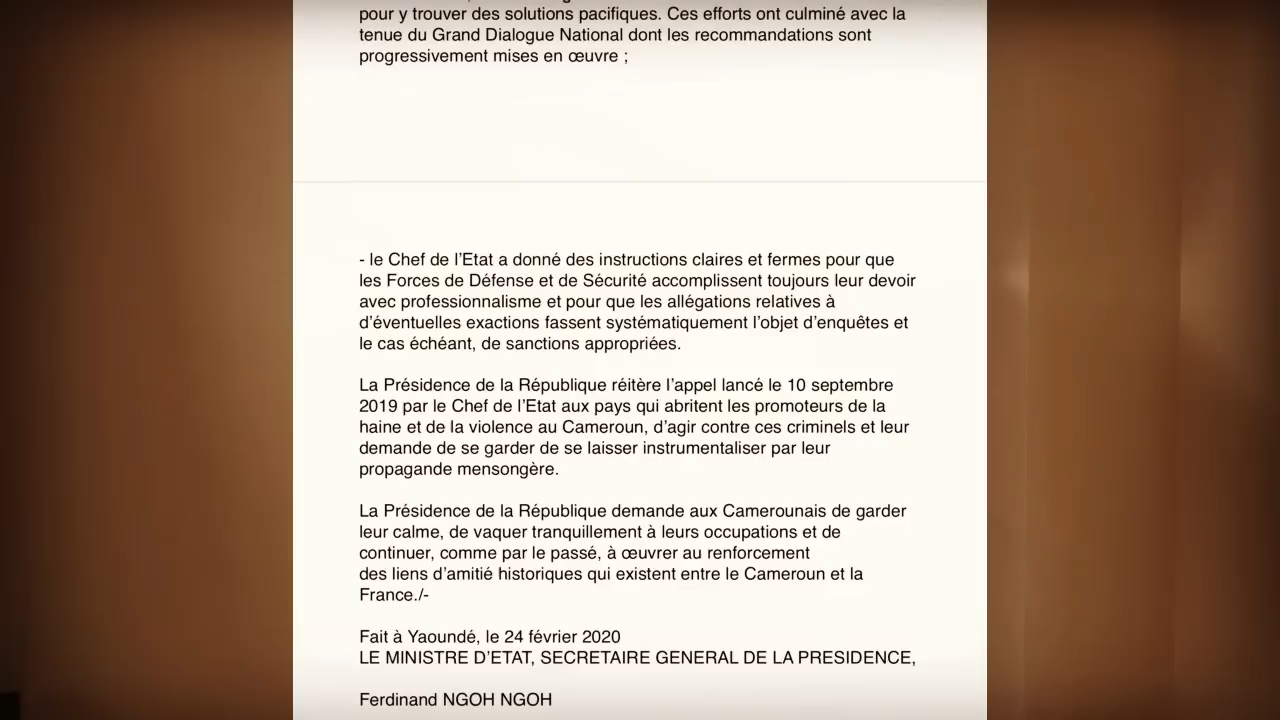 pour y trouver des solutions pacifiques. Ces efforts ont culminé avec la
tenue du Grand Dialogue National dont les recommandations sont
progressivement mises en œuvre ;
- le Chef de l’Etat a donné des instructions claires et fermes pour que
les Forces de Défense et de Sécurité accomplissent toujours leur devoir
avec professionnalisme et pour que les allégations relatives à
d’éventuelles exactions fassent systématiquement l’objet d’enquêtes et
le cas échéant, de sanctions appropriées.
La Présidence de la République réitère l’appel lancé le 10 septembre
2019 par le Chef de l’Etat aux pays qui abritent les promoteurs de la
haine et de la violence au Cameroun, d’agir contre ces criminels et leur
demande de se garder de se laisser instrumentaliser par leur
propagande mensongère.
La Présidence de la République demande aux Camerounais de garder
leur calme, de vaquer tranquillement à leurs occupations et de
continuer, comme par le passé, à œuvrer au renforcement
des liens d’amitié historiques qui existent entre le Cameroun et la
France./-
Fait à Yaoundé, le 24 février 2020
LE MINISTRE D’ETAT, SECRETAIRE GENERAL DE LA PRESIDENCE,
Ferdinand NGOH NGOH